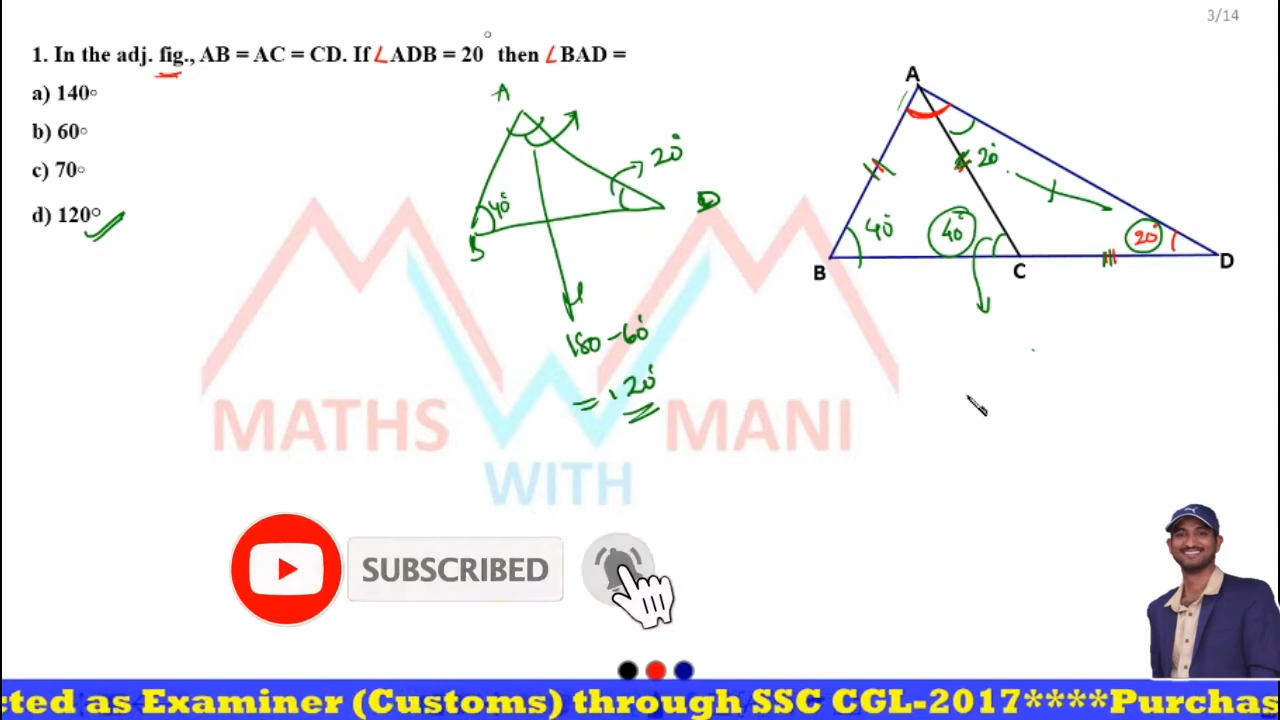 3/14
1. In the adj. fig., AB = AC = CD. If ∠ADB = 20° then ∠BAD =
a) 140°
b) 60°
c) 70°
d) 120°
A
40°
20°
B
D
180 - 60°
= 120°
A
20°
40°
40°
20°
B
C
D
MATHS
WITH
MANI
SUBSCRIBED
cted as Examiner (Customs) through SSC CGL-2017****Purchas